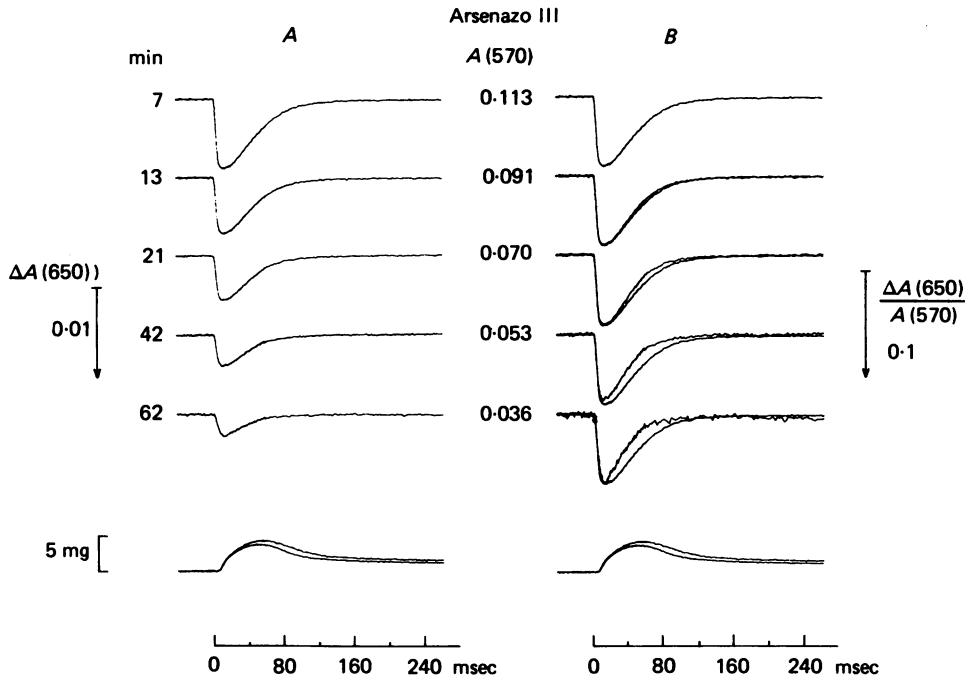 Arsenazo III
A
B
min
A (570)
7
0·113
13
0·091
21
0·070
ΔA (650))
0·01
42
0·053
ΔA (650)
A (570)
0·1
62
0·036
5 mg
0 80 160 240 msec
0 80 160 240 msec